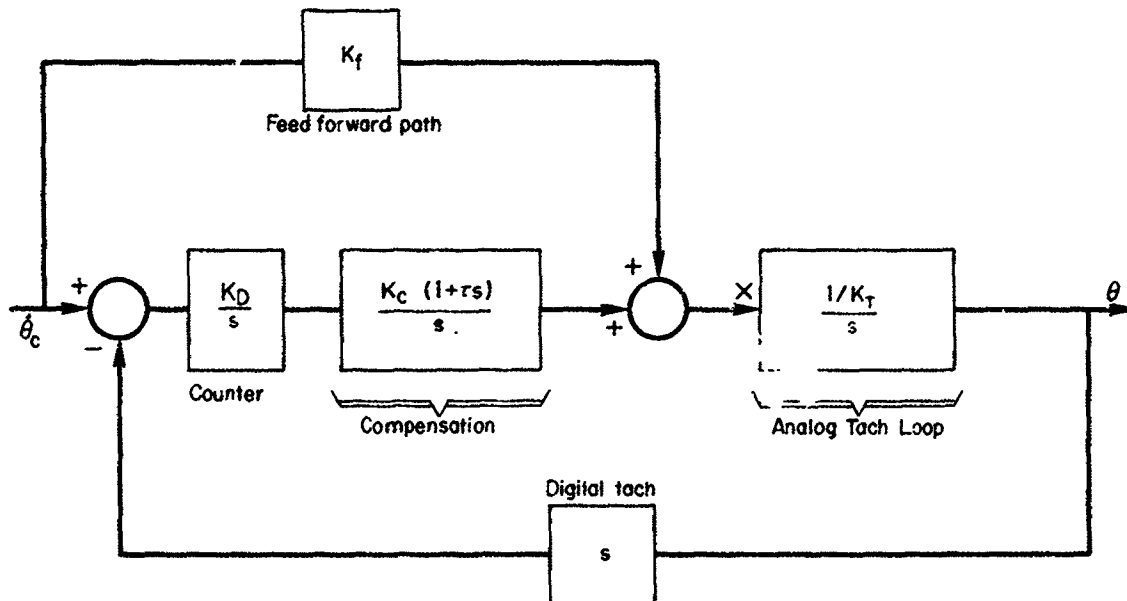 K_f
Feed forward path
+
θ̇_c
−
K_D
s
Counter
K_c (1+τs)
s
Compensation
+
+
X
1/K_T
s
Analog Tach Loop
θ
Digital tach
s